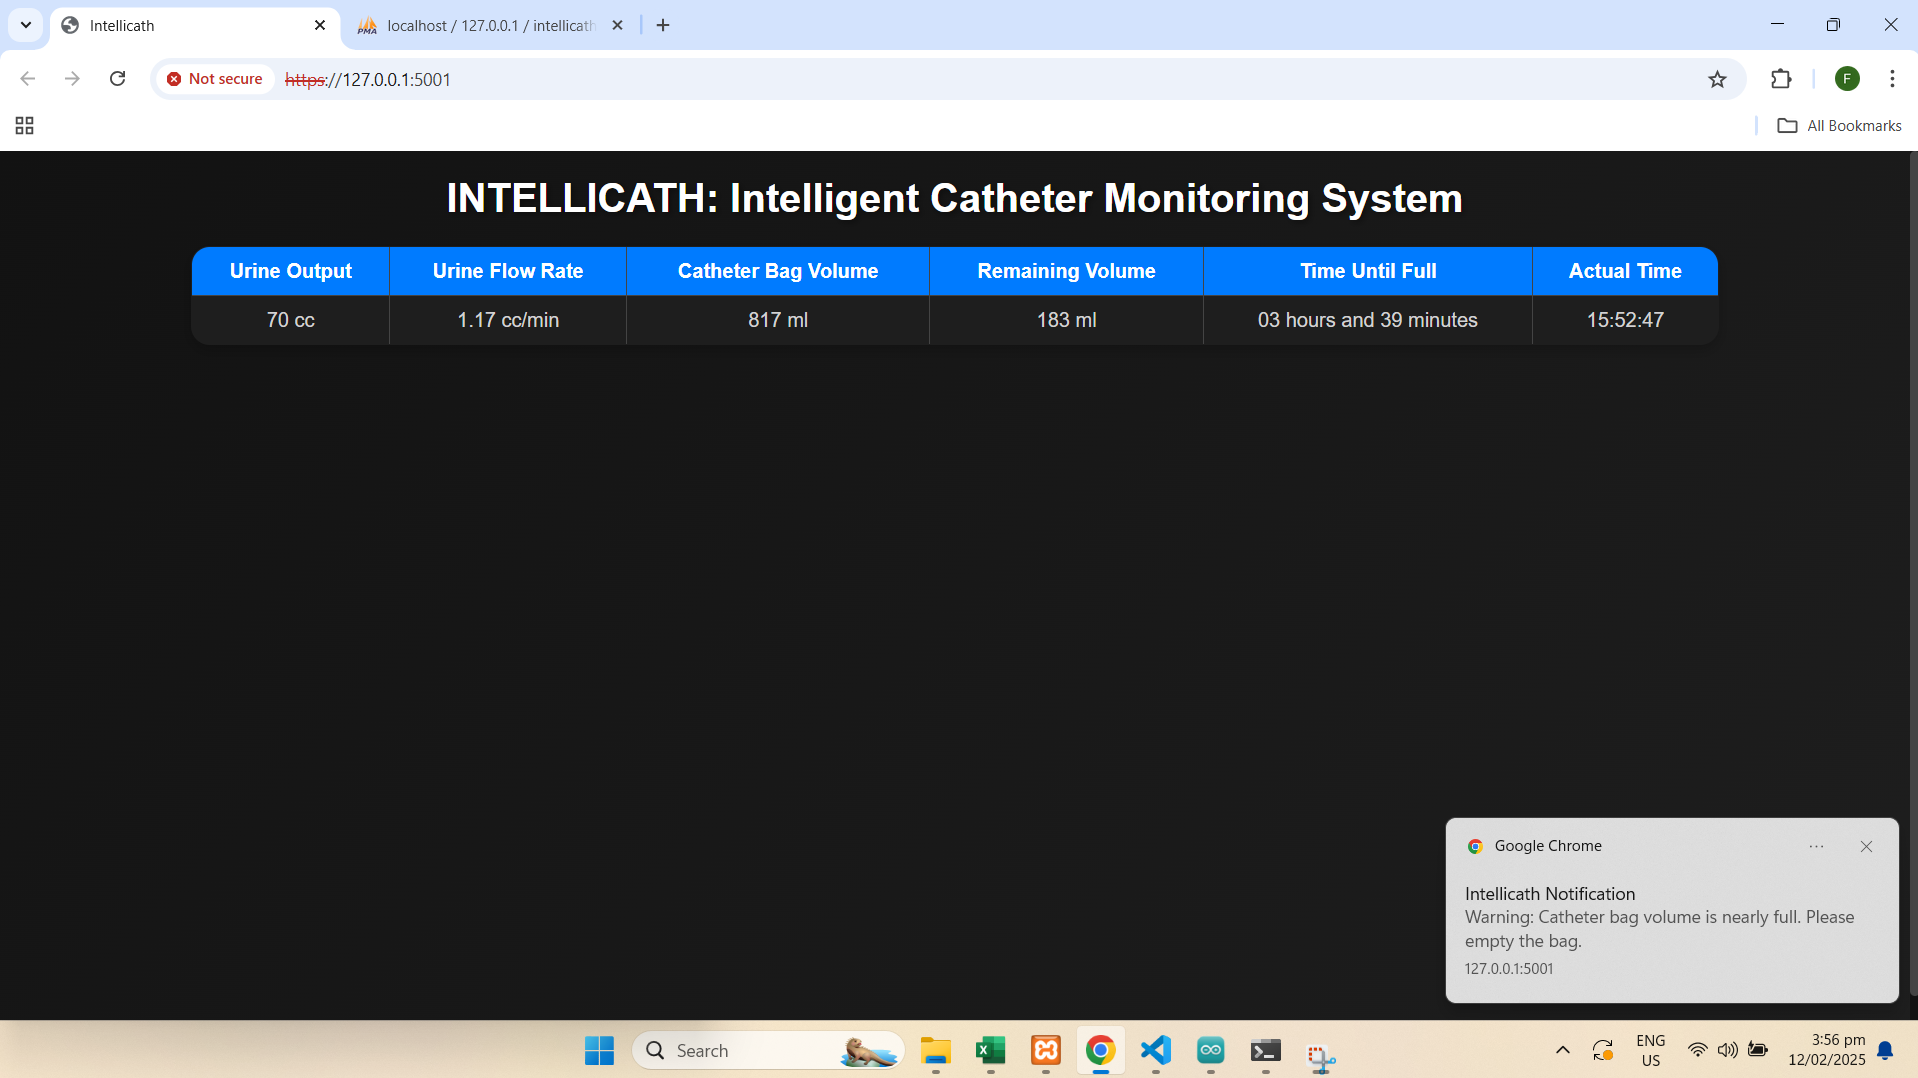 Intellicath
PMA
localhost / 127.0.0.1 / intellicath
Not secure
https://127.0.0.1:5001
F
All Bookmarks
INTELLICATH: Intelligent Catheter Monitoring System
Urine Output Urine Flow Rate Catheter Bag Volume Remaining Volume Time Until Full Actual Time
70 cc 1.17 cc/min 817 ml 183 ml 03 hours and 39 minutes 15:52:47
Google Chrome
Intellicath Notification
Warning: Catheter bag volume is nearly full. Please
empty the bag.
127.0.0.1:5001
Search
ENG
US
3:56 pm
12/02/2025